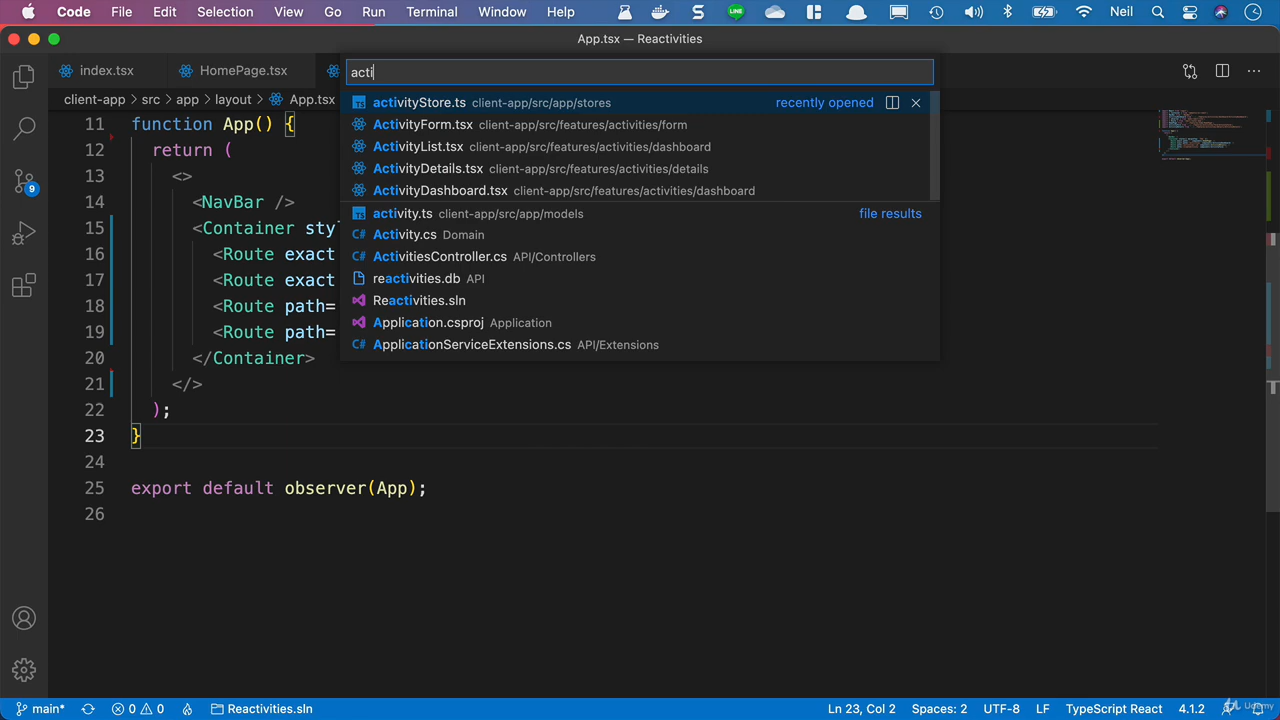 Code File Edit Selection View Go Run Terminal Window Help LINE Neil
App.tsx — Reactivities
index.tsx HomePage.tsx
acti
client-app > src > app > layout > App.tsx
activityStore.ts client-app/src/app/stores recently opened
ActivityForm.tsx client-app/src/features/activities/form
ActivityList.tsx client-app/src/features/activities/dashboard
ActivityDetails.tsx client-app/src/features/activities/details
ActivityDashboard.tsx client-app/src/features/activities/dashboard
activity.ts client-app/src/app/models file results
C# Activity.cs Domain
C# ActivitiesController.cs API/Controllers
reactivities.db API
Reactivities.sln
Application.csproj Application
C# ApplicationServiceExtensions.cs API/Extensions
11 function App() {
12 return (
13 <>
14 <NavBar />
15 <Container sty
16 <Route exact
17 <Route exact
18 <Route path=
19 <Route path=
20 </Container>
21 </>
22 );
23 }
24
25 export default observer(App);
26
9
main* 0 0 Reactivities.sln Ln 23, Col 2 Spaces: 2 UTF-8 LF TypeScript React 4.1.2
Udemy